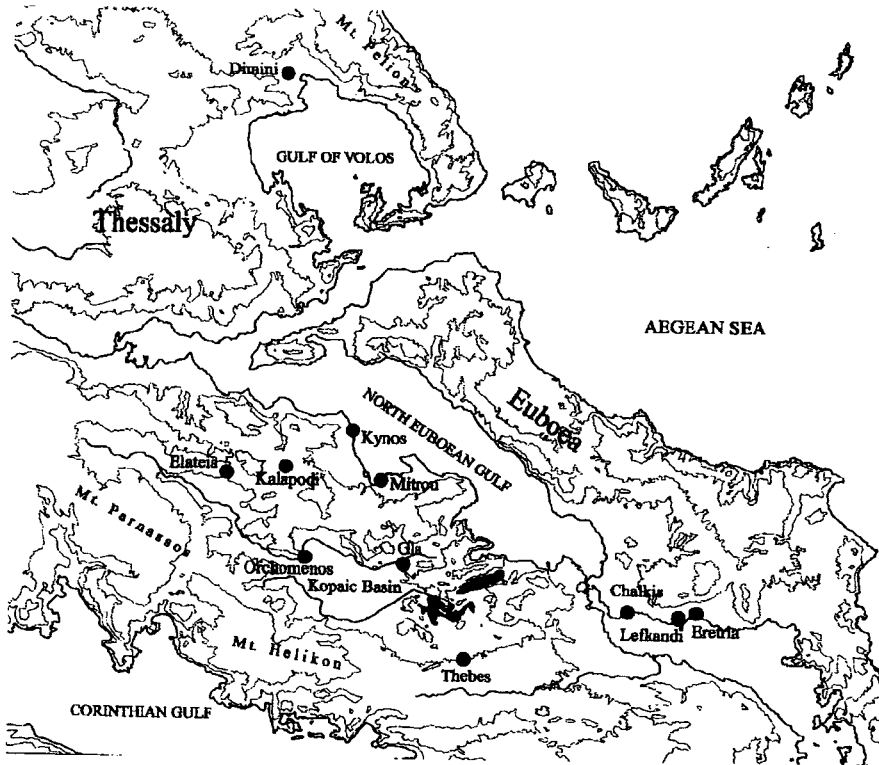 Mt. Pelion
Dimini
GULF OF VOLOS
Thessaly
AEGEAN SEA
NORTH EUBOEAN GULF
Euboea
Kynos
Elateia
Kalapodi
Mitrou
Mt. Parnassos
Gla
Orchomenos
Kopaic Basin
Chalkis
Lefkandi
Eretria
Mt. Helikon
Thebes
CORINTHIAN GULF